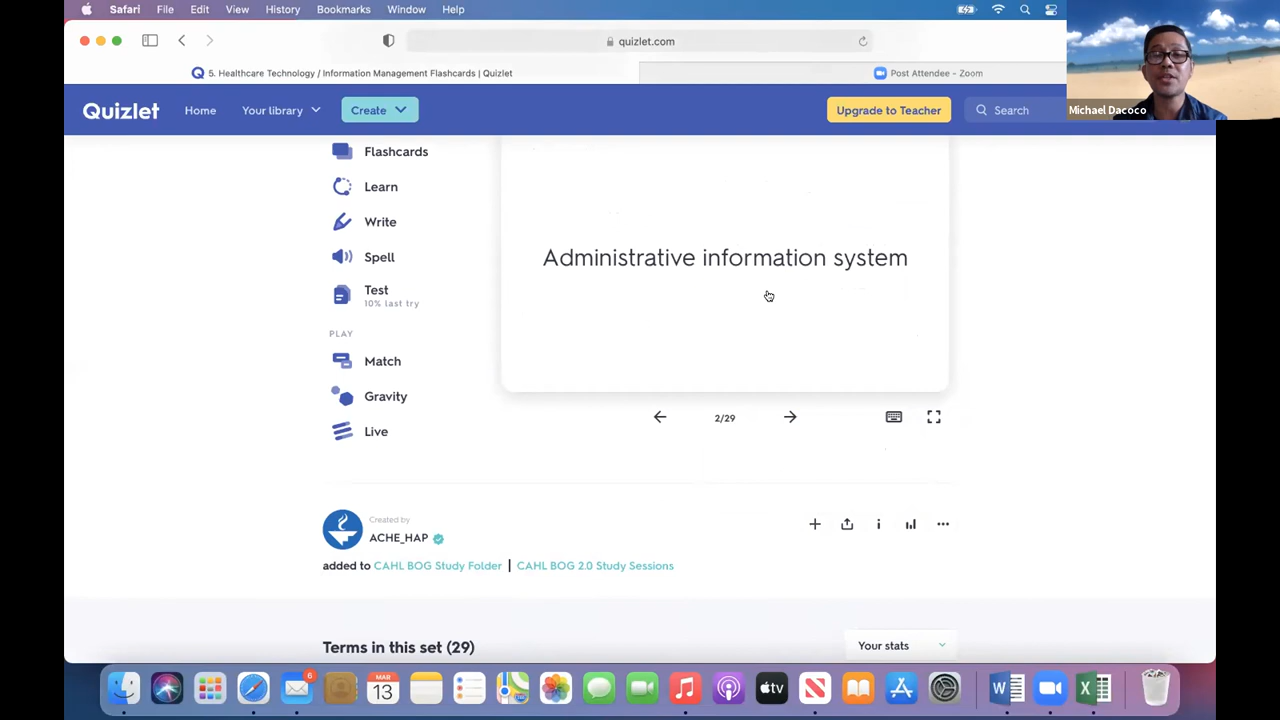 Safari File Edit View History Bookmarks Window Help
quizlet.com
5. Healthcare Technology / Information Management Flashcards | Quizlet
Post Attendee - Zoom
Michael Dacoco
Quizlet Home Your library Create Upgrade to Teacher Search
Flashcards
Learn
Write
Spell
Test
10% last try
PLAY
Match
Gravity
Live
Administrative information system
2/29
Created by
ACHE_HAP
added to CAHL BOG Study Folder | CAHL BOG 2.0 Study Sessions
Terms in this set (29)
Your stats
6
MAR
13
tv
W
X